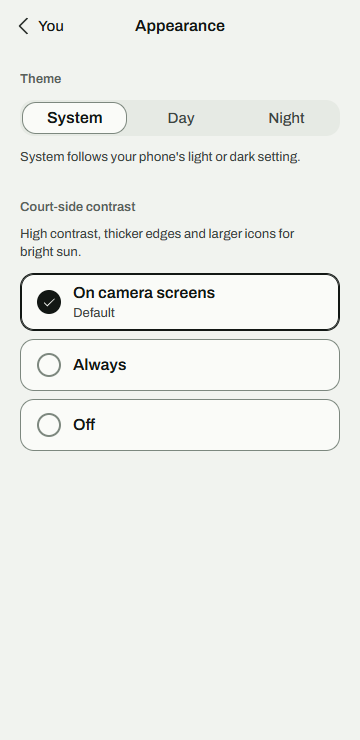 You
Appearance
Theme
System
Day
Night
System follows your phone's light or dark setting.
Court-side contrast
High contrast, thicker edges and larger icons for
bright sun.
On camera screens
Default
Always
Off